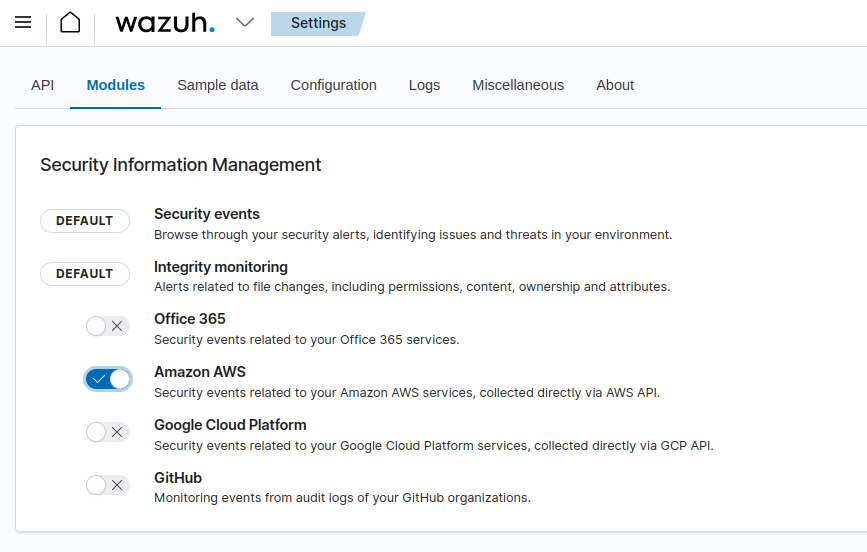 wazuh.
Settings
API Modules Sample data Configuration Logs Miscellaneous About
Security Information Management
DEFAULT
Security events
Browse through your security alerts, identifying issues and threats in your environment.
DEFAULT
Integrity monitoring
Alerts related to file changes, including permissions, content, ownership and attributes.
Office 365
Security events related to your Office 365 services.
Amazon AWS
Security events related to your Amazon AWS services, collected directly via AWS API.
Google Cloud Platform
Security events related to your Google Cloud Platform services, collected directly via GCP API.
GitHub
Monitoring events from audit logs of your GitHub organizations.